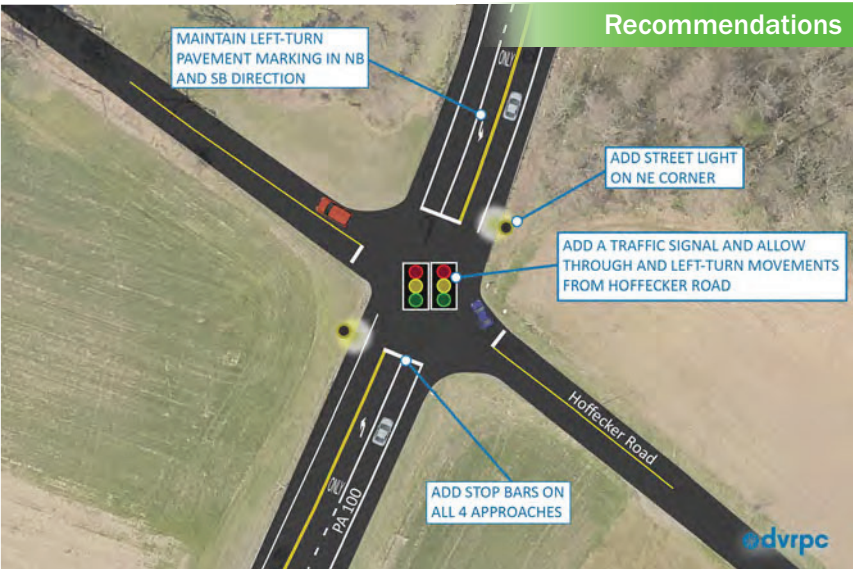 Recommendations
MAINTAIN LEFT-TURN
PAVEMENT MARKING IN NB
AND SB DIRECTION
ONLY
ADD STREET LIGHT
ON NE CORNER
ADD A TRAFFIC SIGNAL AND ALLOW
THROUGH AND LEFT-TURN MOVEMENTS
FROM HOFFECKER ROAD
Hoffecker Road
ONLY
PA 100
ADD STOP BARS ON
ALL 4 APPROACHES
dvrpc